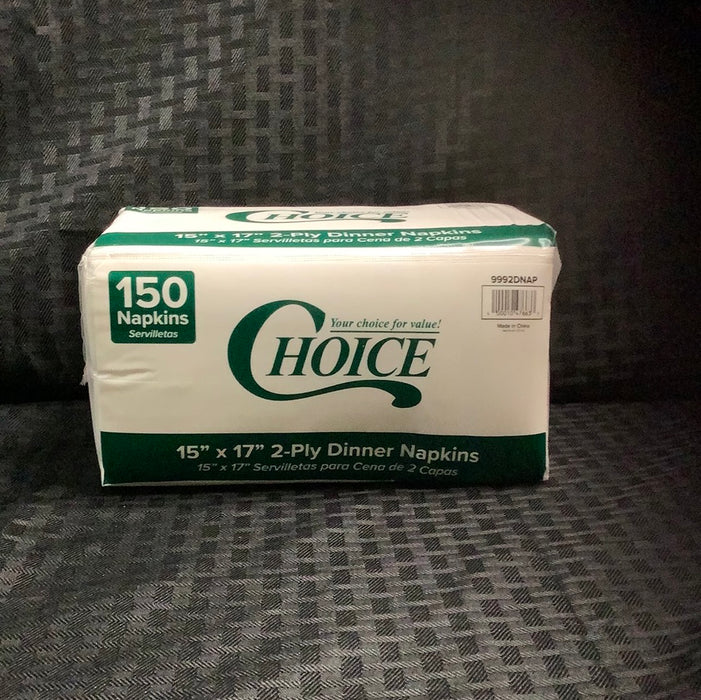 CHOICE
15” x 17” 2-Ply Dinner Napkins
15” x 17” Servilletas para Cena de 2 Capas
150
Napkins
Servilletas
9992DNAP
Made in China
Your choice for value!
CHOICE
15” x 17” 2-Ply Dinner Napkins
15” x 17” Servilletas para Cena de 2 Capas